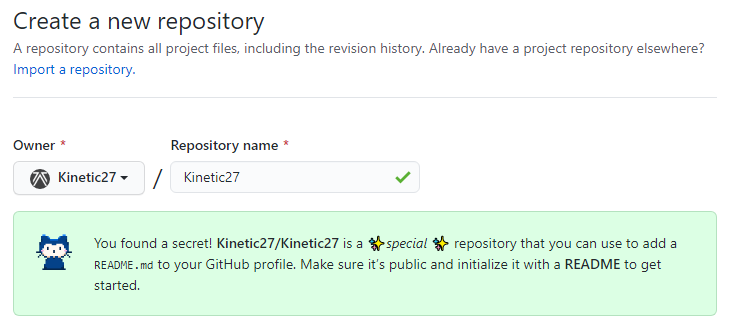 Create a new repository
A repository contains all project files, including the revision history. Already have a project repository elsewhere?
Import a repository.
Owner * Repository name *
Kinetic27 / Kinetic27
You found a secret! Kinetic27/Kinetic27 is a ✨special ✨ repository that you can use to add a
README.md to your GitHub profile. Make sure it's public and initialize it with a README to get
started.